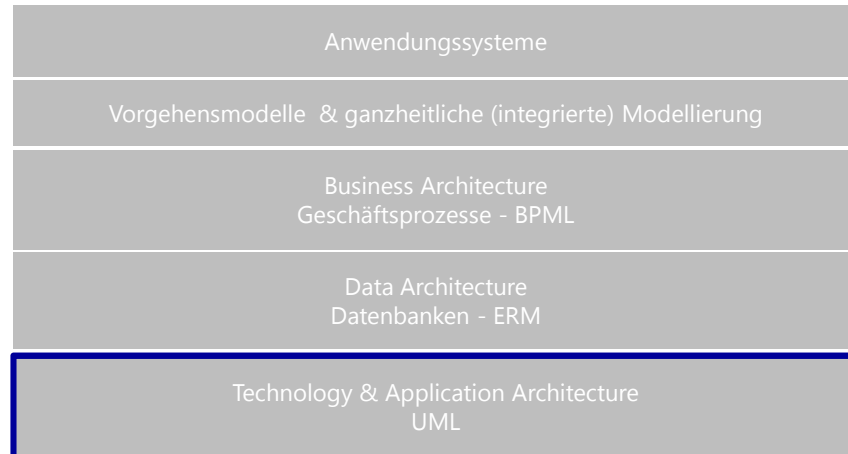 Anwendungssysteme
Vorgehensmodelle & ganzheitliche (integrierte) Modellierung
Business Architecture
Geschäftsprozesse - BPML
Data Architecture
Datenbanken - ERM
Technology & Application Architecture
UML